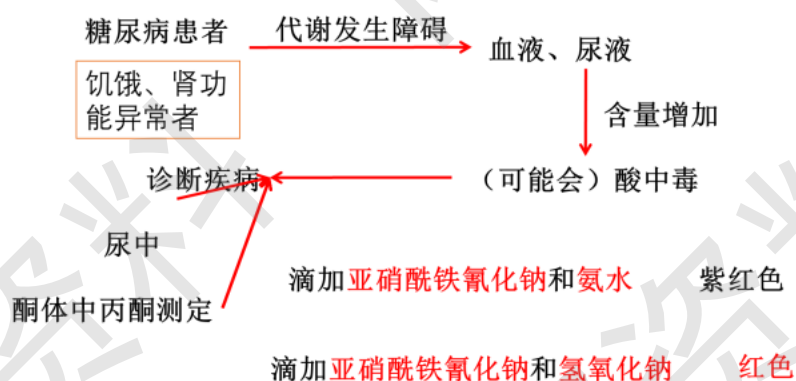 糖尿病患者
代谢发生障碍
血液、尿液
饥饿、肾功
能异常者
含量增加
诊断疾病
（可能会）酸中毒
尿中
酮体中丙酮测定
滴加亚硝酰铁氰化钠和氨水 紫红色
滴加亚硝酰铁氰化钠和氢氧化钠 红色
资料
资料